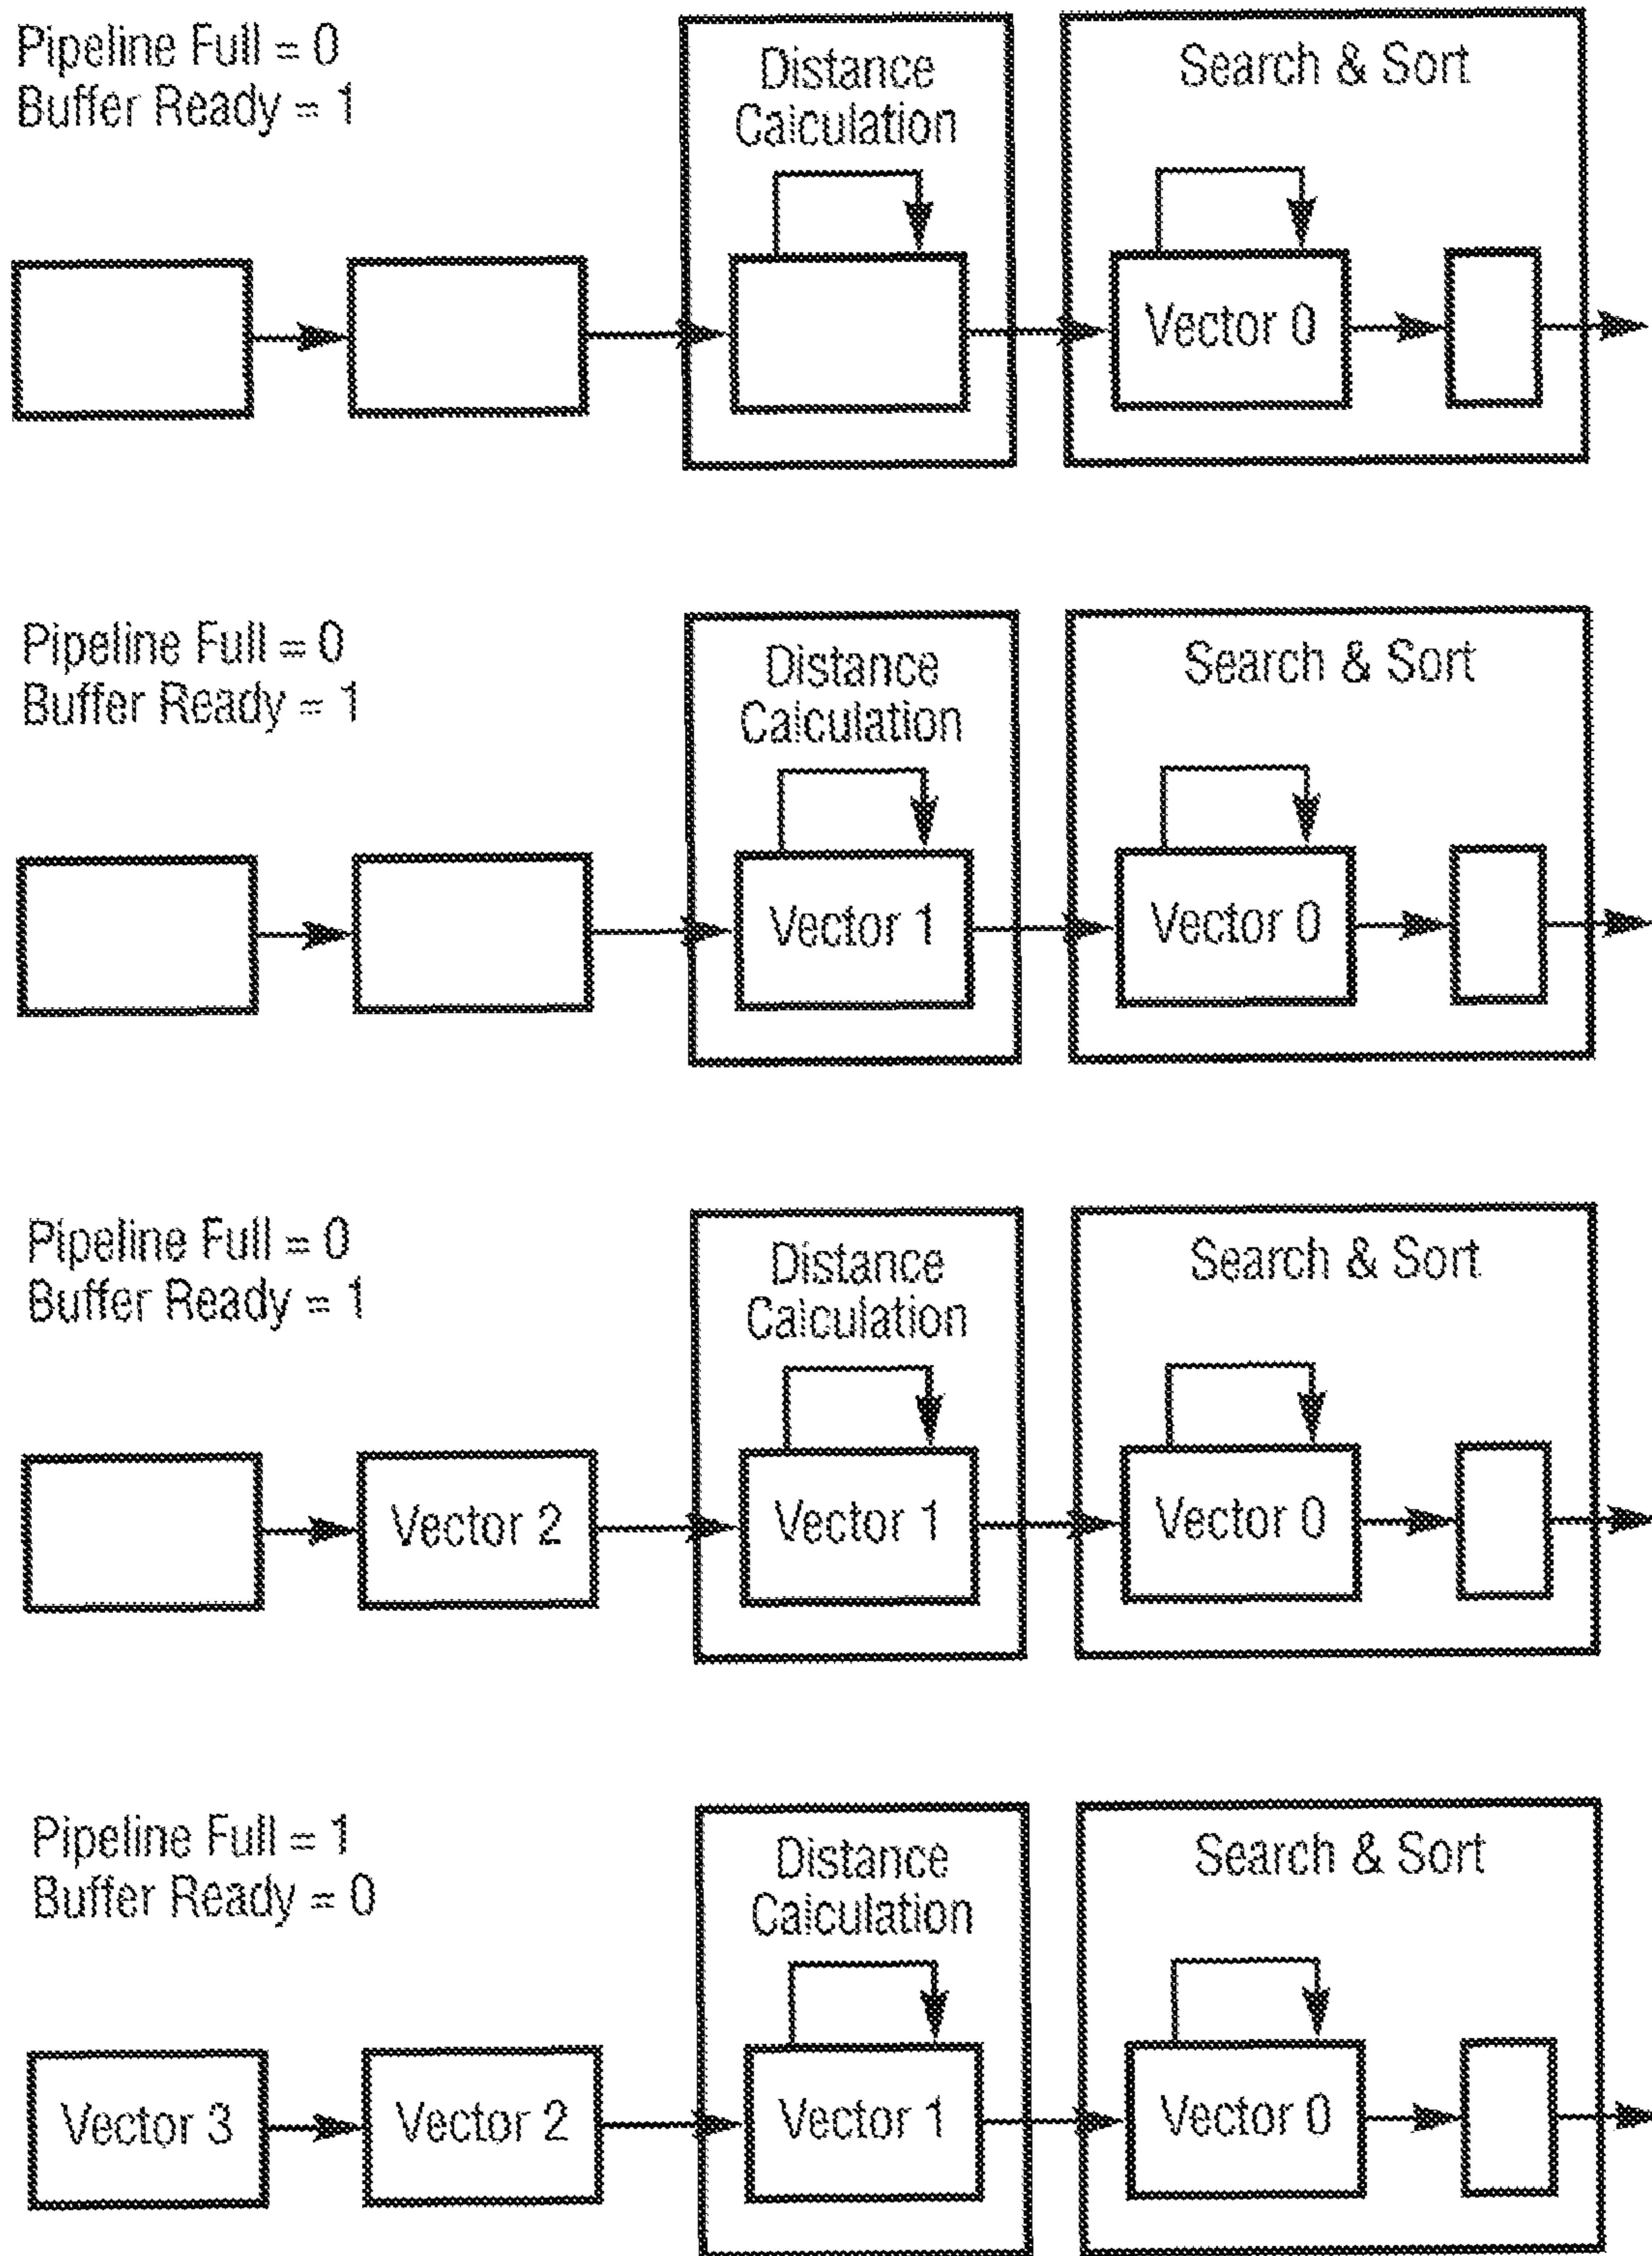 Pipeline Full = 0
Buffer Ready = 1
Distance
Calculation
Search & Sort
Vector 0
Pipeline Full = 0
Buffer Ready = 1
Distance
Calculation
Search & Sort
Vector 1
Vector 0
Pipeline Full = 0
Buffer Ready = 1
Distance
Calculation
Search & Sort
Vector 2
Vector 1
Vector 0
Pipeline Full = 1
Buffer Ready = 0
Distance
Calculation
Search & Sort
Vector 3
Vector 2
Vector 1
Vector 0